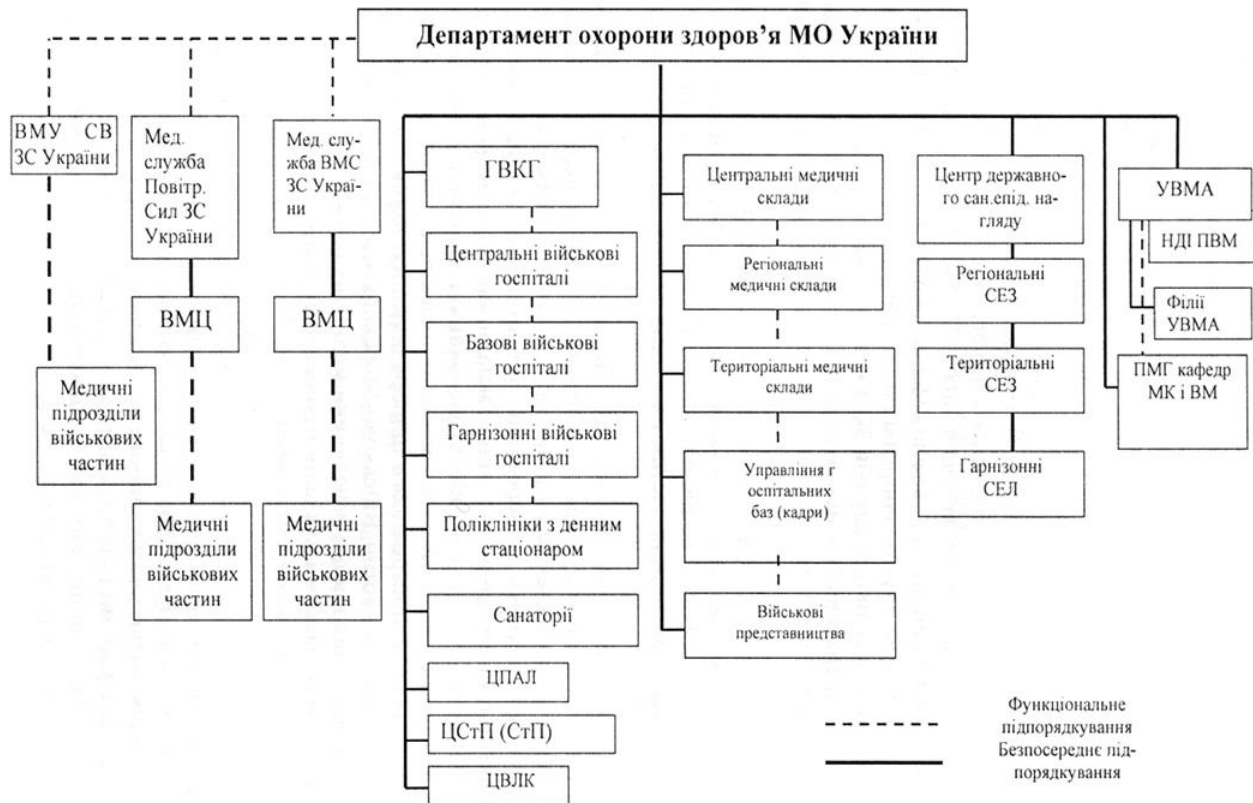 Департамент охорони здоров'я МО України
ВМУ СВ
ЗС України
Мед.
служба
Повітр.
Сил ЗС
України
Мед. слу-
жба ВМС
ЗС Украї-
ни
ВМЦ
ВМЦ
Медичні
підрозділи
військових
частин
Медичні
підрозділи
військових
частин
Медичні
підрозділи
військових
частин
ГВКГ
Центральні військові
госпіталі
Базові військові
госпіталі
Гарнізонні військові
госпіталі
Поліклініки з денним
стаціонаром
Санаторії
ЦПАЛ
ЦСтП (СтП)
ЦВЛК
Центральні медичні
склади
Регіональні
медичні склади
Територіальні медичні
склади
Управління г
оспітальних
баз (кадри)
Військові
представництва
Центр державно-
го сан.епід. на-
гляду
Регіональні
СЕЗ
Територіальні
СЕЗ
Гарнізонні
СЕЛ
УВМА
НДІ ПВМ
Філії
УВМА
ПМГ кафедр
МК і ВМ
Функціональне
підпорядкування
Безпосереднє під-
порядкування